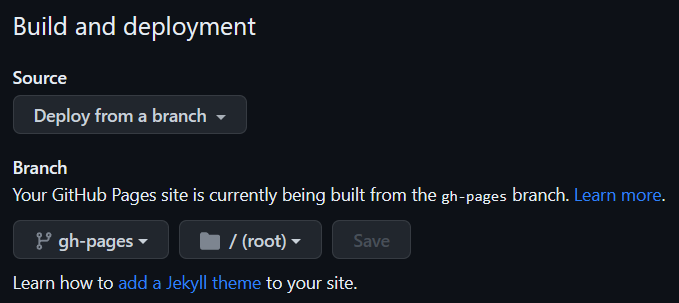 Build and deployment
Source
Deploy from a branch
Branch
Your GitHub Pages site is currently being built from the gh-pages branch. Learn more.
gh-pages / (root) Save
Learn how to add a Jekyll theme to your site.